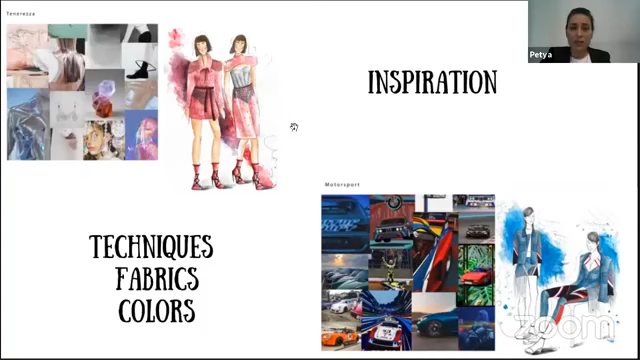 Tenerezza
Petya
INSPIRATION
Motorsport
TECHNIQUES
FABRICS
COLORS
zoom